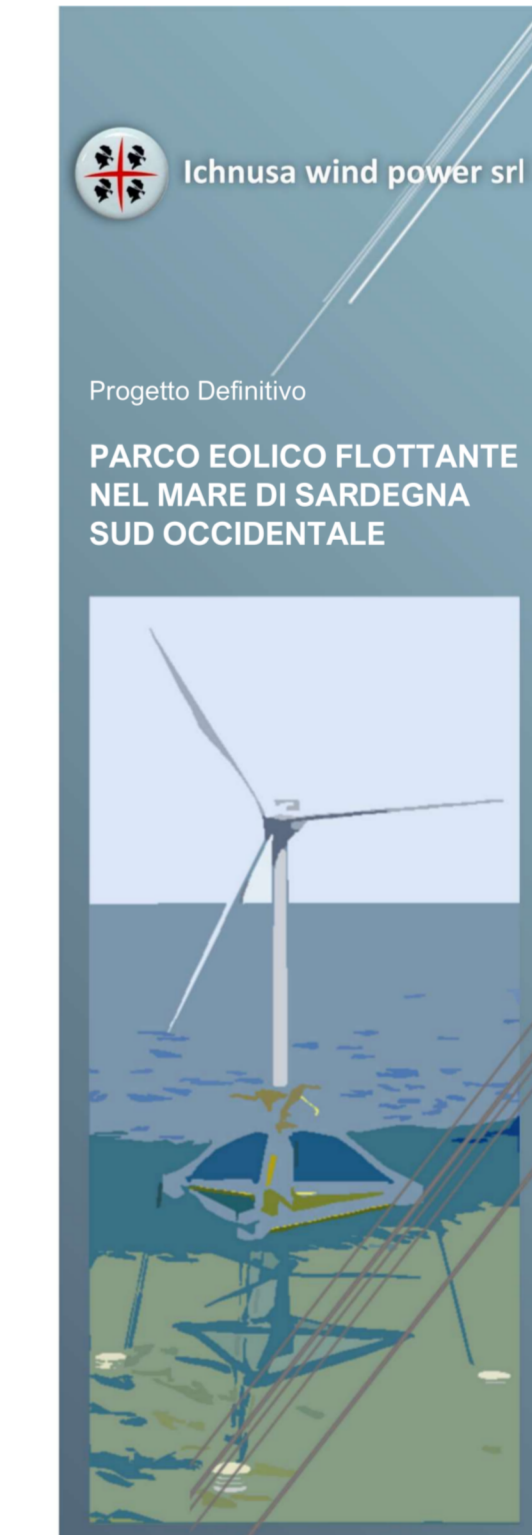 Ichnusa wind power srl
Progetto Definitivo
PARCO EOLICO FLOTTANTE
NEL MARE DI SARDEGNA
SUD OCCIDENTALE